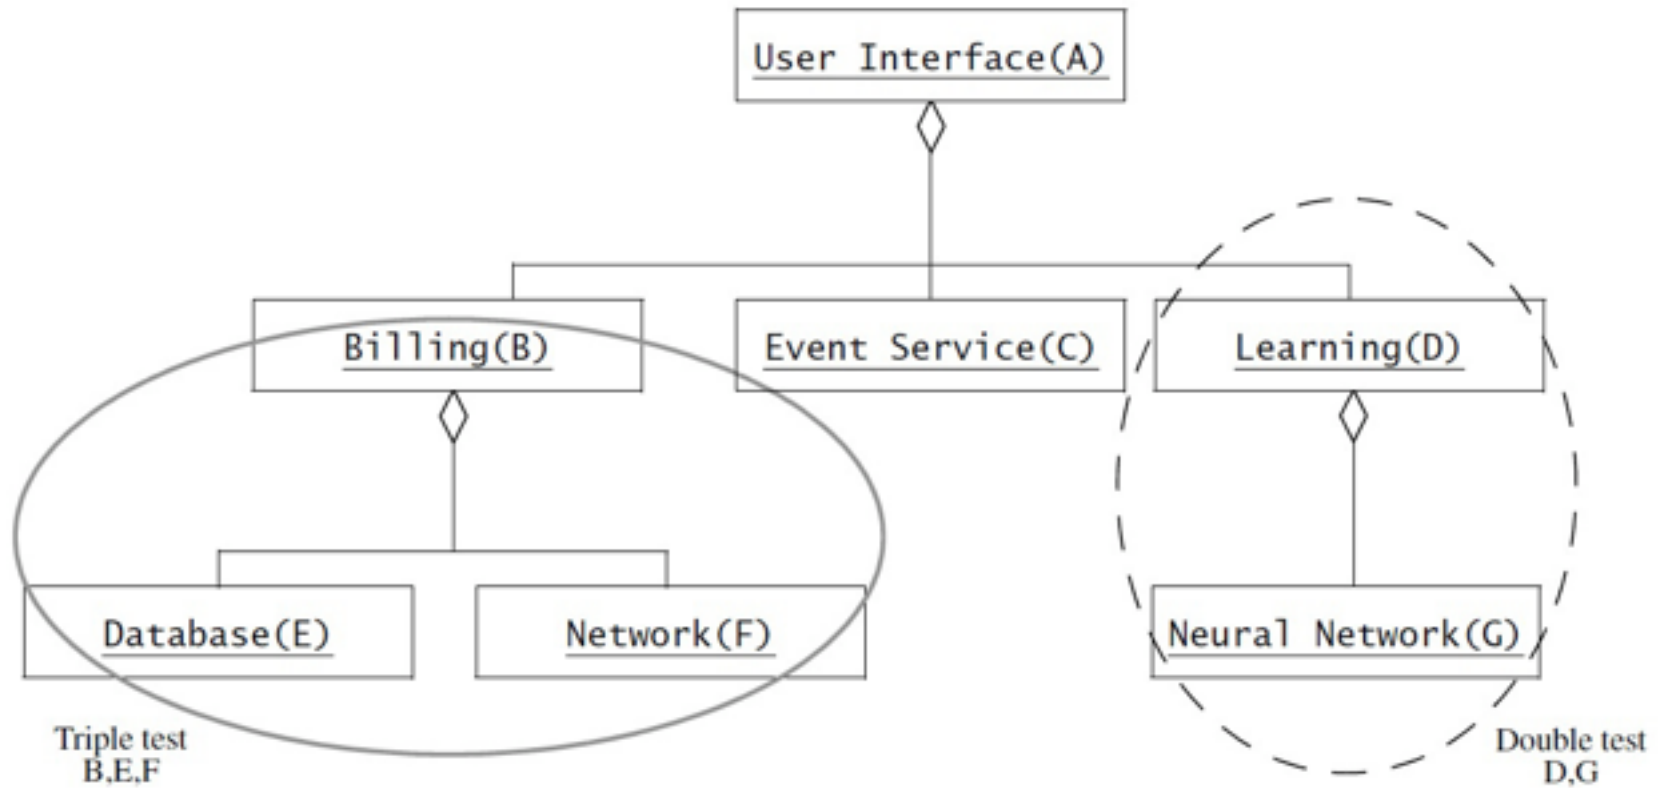 User Interface(A)
Billing(B)
Event Service(C)
Learning(D)
Database(E)
Network(F)
Neural Network(G)
Triple test
B,E,F
Double test
D,G